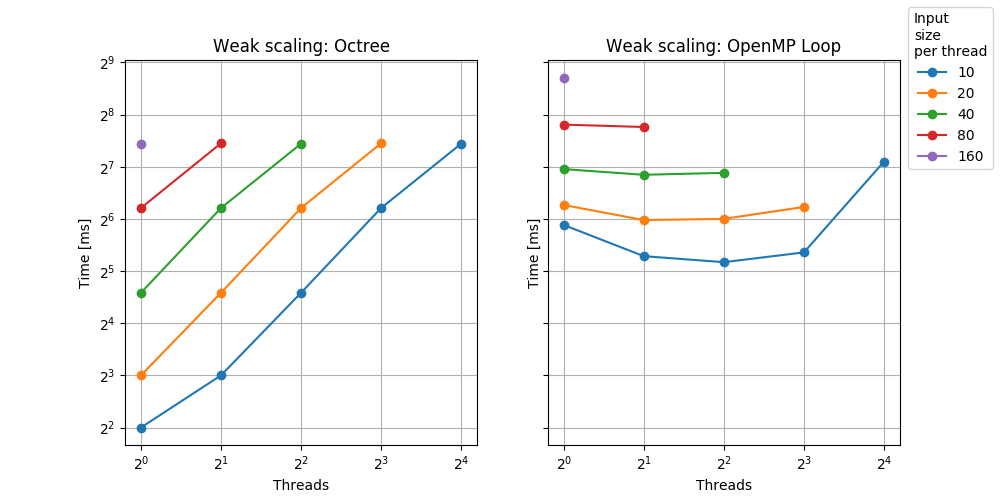 Weak scaling: Octree
Time [ms]
2⁹
2⁸
2⁷
2⁶
2⁵
2⁴
2³
2²
2⁰ 2¹ 2² 2³ 2⁴
Threads
Weak scaling: OpenMP Loop
Time [ms]
2⁰ 2¹ 2² 2³ 2⁴
Threads
Input
size
per thread
10
20
40
80
160